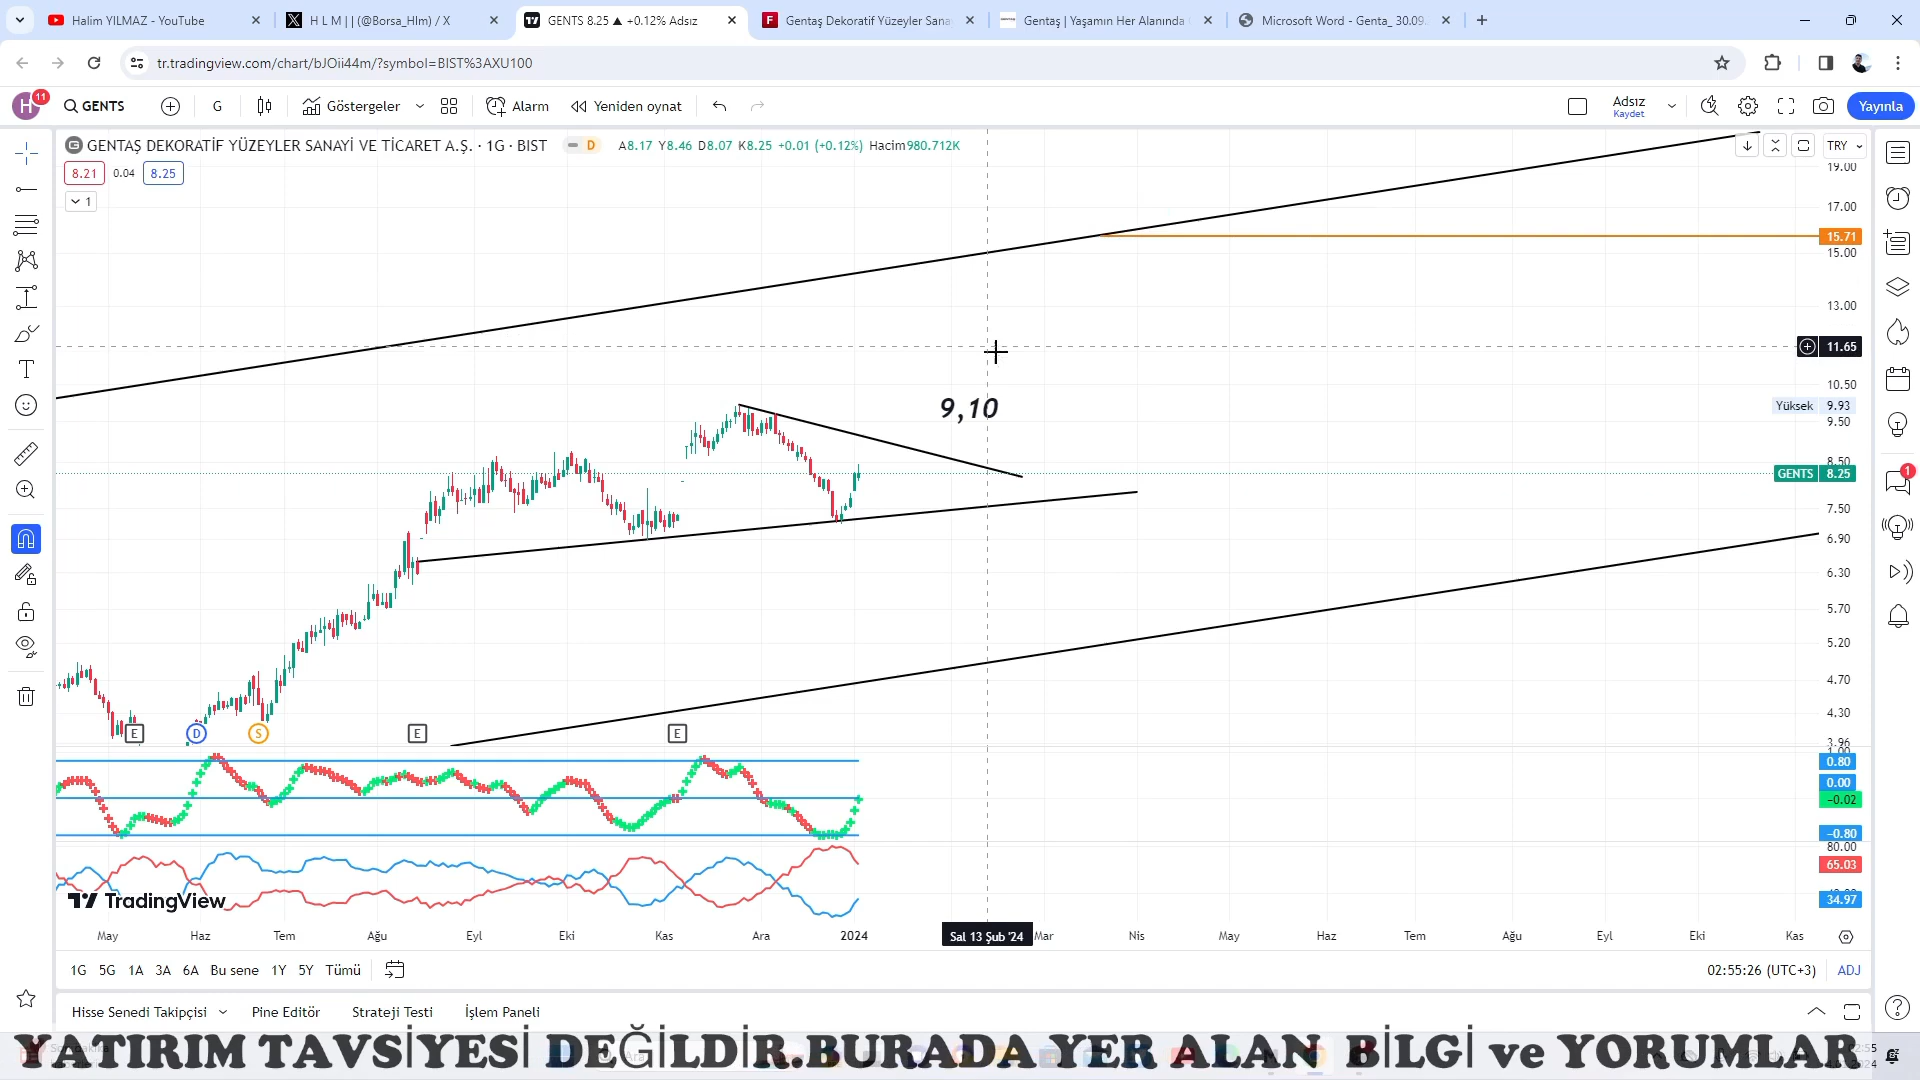 Halim YILMAZ - YouTube
H L M | | (@Borsa_Hlm) / X
GENTS 8.25 ▲ +0.12% Adsız
Gentaş Dekoratif Yüzeyler Sana
Gentaş | Yaşamın Her Alanında
Microsoft Word - Genta_ 30.09.
tr.tradingview.com/chart/bJOii44m/?symbol=BIST%3AXU100
H
11
GENTS
G
Göstergeler
Alarm
Yeniden oynat
Adsız
Kaydet
Yayınla
GENTAŞ DEKORATİF YÜZEYLER SANAYİ VE TİCARET A.Ş. · 1G · BIST
D
A8.17 Y8.46 D8.07 K8.25 +0.01 (+0.12%) Hacim980.712K
TRY
8.21
0.04
8.25
1
19.00
17.00
15.71
15.00
13.00
11.65
10.50
Yüksek 9.93
9.50
8.50
GENTS 8.25
7.50
6.90
6.30
5.70
5.20
4.70
4.30
3.96
9,10
E
D
S
E
E
1.00
0.80
0.00
−0.02
−0.80
80.00
65.03
34.97
TradingView
May
Haz
Tem
Ağu
Eyl
Eki
Kas
Ara
2024
Sal 13 Şub '24
Mar
Nis
May
Haz
Tem
Ağu
Eyl
Eki
Kas
1G 5G 1A 3A 6A Bu sene 1Y 5Y Tümü
02:55:26 (UTC+3)
ADJ
Hisse Senedi Takipçisi
Pine Editör
Strateji Testi
İşlem Paneli
1
YATIRIM TAVSİYESİ DEĞİLDİR.BURADA YER ALAN BİLGİ ve YORUMLAR